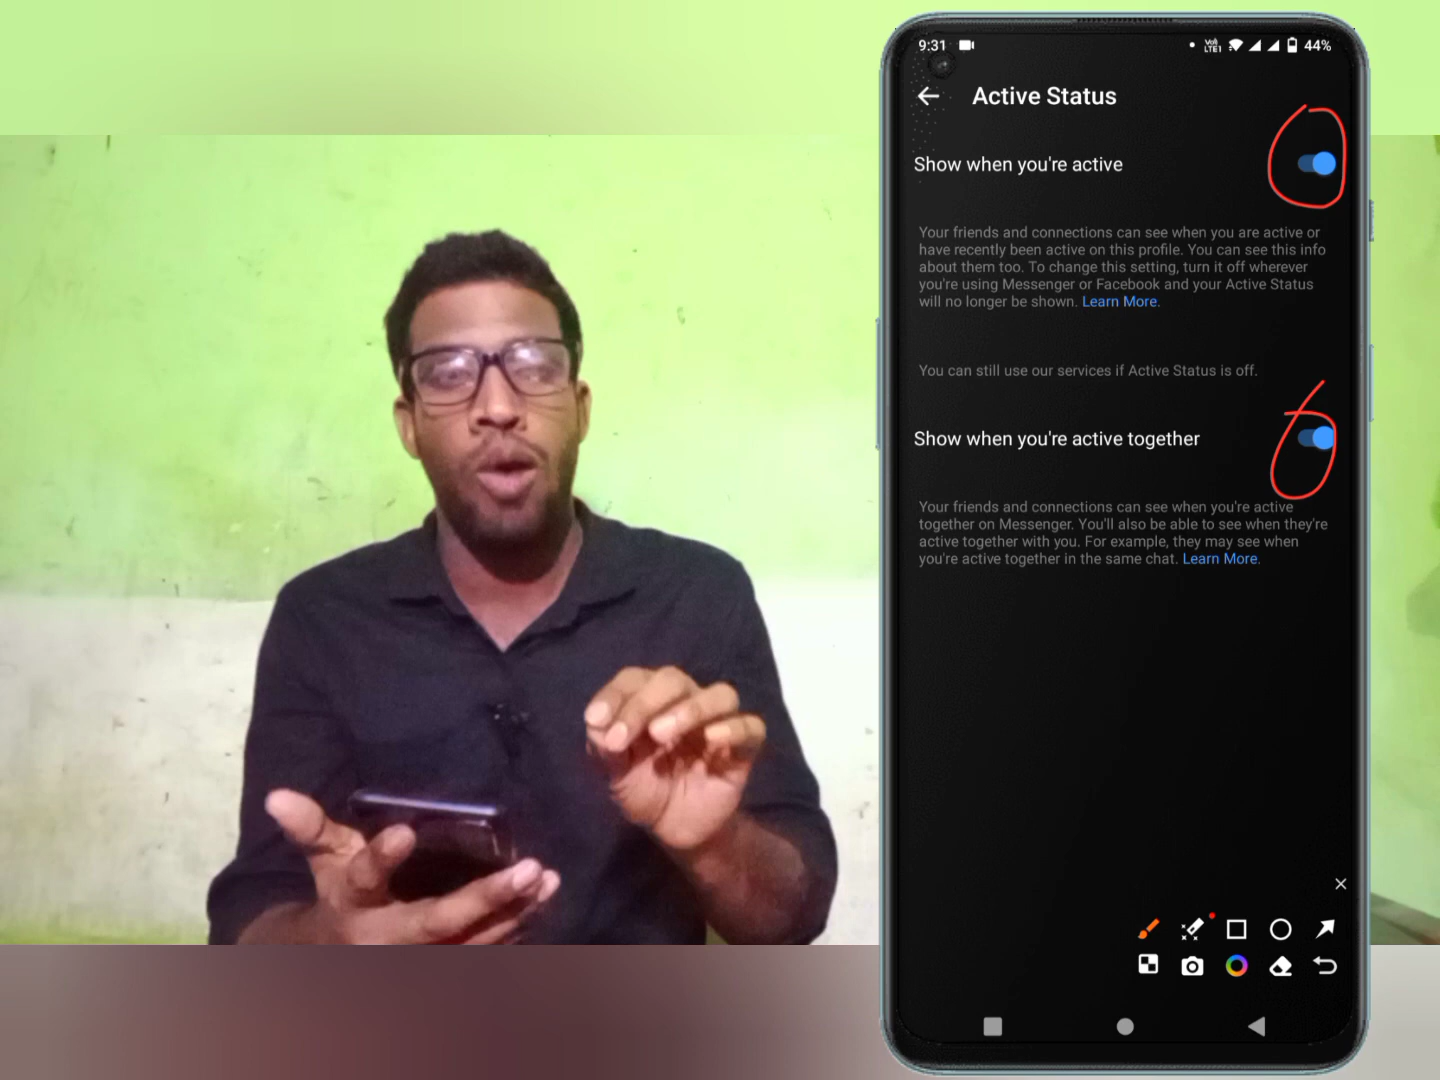 9:31 44%
Active Status
Show when you're active
Your friends and connections can see when you are active or
have recently been active on this profile. You can see this info
about them too. To change this setting, turn it off wherever
you're using Messenger or Facebook and your Active Status
will no longer be shown. Learn More.
You can still use our services if Active Status is off.
Show when you're active together
Your friends and connections can see when you're active
together on Messenger. You'll also be able to see when they're
active together with you. For example, they may see when
you're active together in the same chat. Learn More.